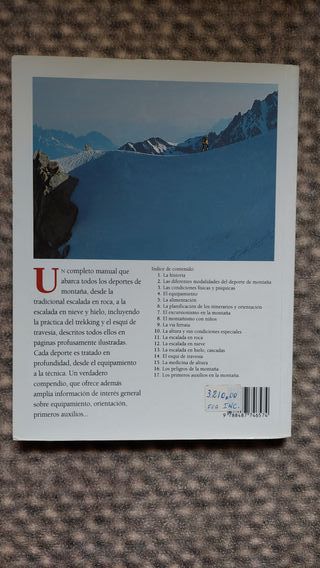 UN completo manual que
abarca todos los deportes de
montaña, desde la
tradicional escalada en roca, a la
escalada en nieve y hielo, incluyendo
la práctica del trekking y el esquí de
travesía, descritos todos ellos en
páginas profusamente ilustradas.
Cada deporte es tratado en
profundidad, desde el equipamiento
a la técnica. Un verdadero
compendio, que ofrece además
amplia información de interés general
sobre equipamiento, orientación,
primeros auxilios...
Indice de contenido:
1. La historia
2. Las diferentes modalidades del deporte de montaña
3. Las condiciones físicas y psíquicas
4. El equipamiento
5. La alimentación
6. La planificación de los itinerarios y orientación
7. El excursionismo en la montaña
8. El montañismo con niños
9. La vía ferrata
10. La altura y sus condiciones especiales
11. La escalada en roca
12. La escalada en nieve
13. La escalada en hielo, cascadas
14. El esquí de travesía
15. La medicina de altura
16. Los peligros de la montaña
17. Los primeros auxilios en la montaña.
3210,00
IVA INC.
9 788487 746574